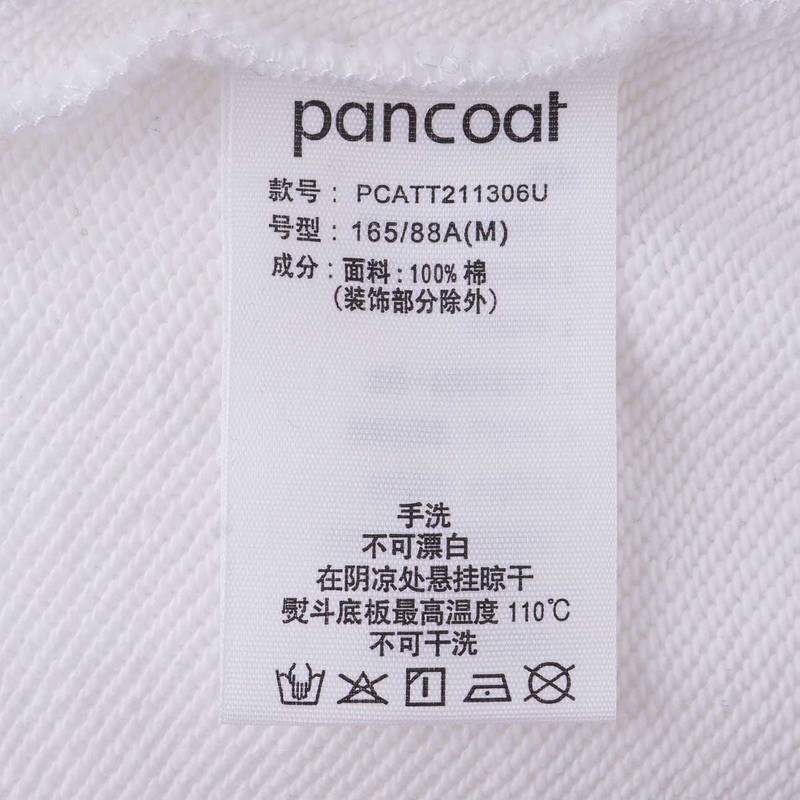 pancoat
款号：PCATT211306U
号型：165/88A(M)
成分：面料：100% 棉
（装饰部分除外）
手洗
不可漂白
在阴凉处悬挂晾干
熨斗底板最高温度 110℃
不可干洗